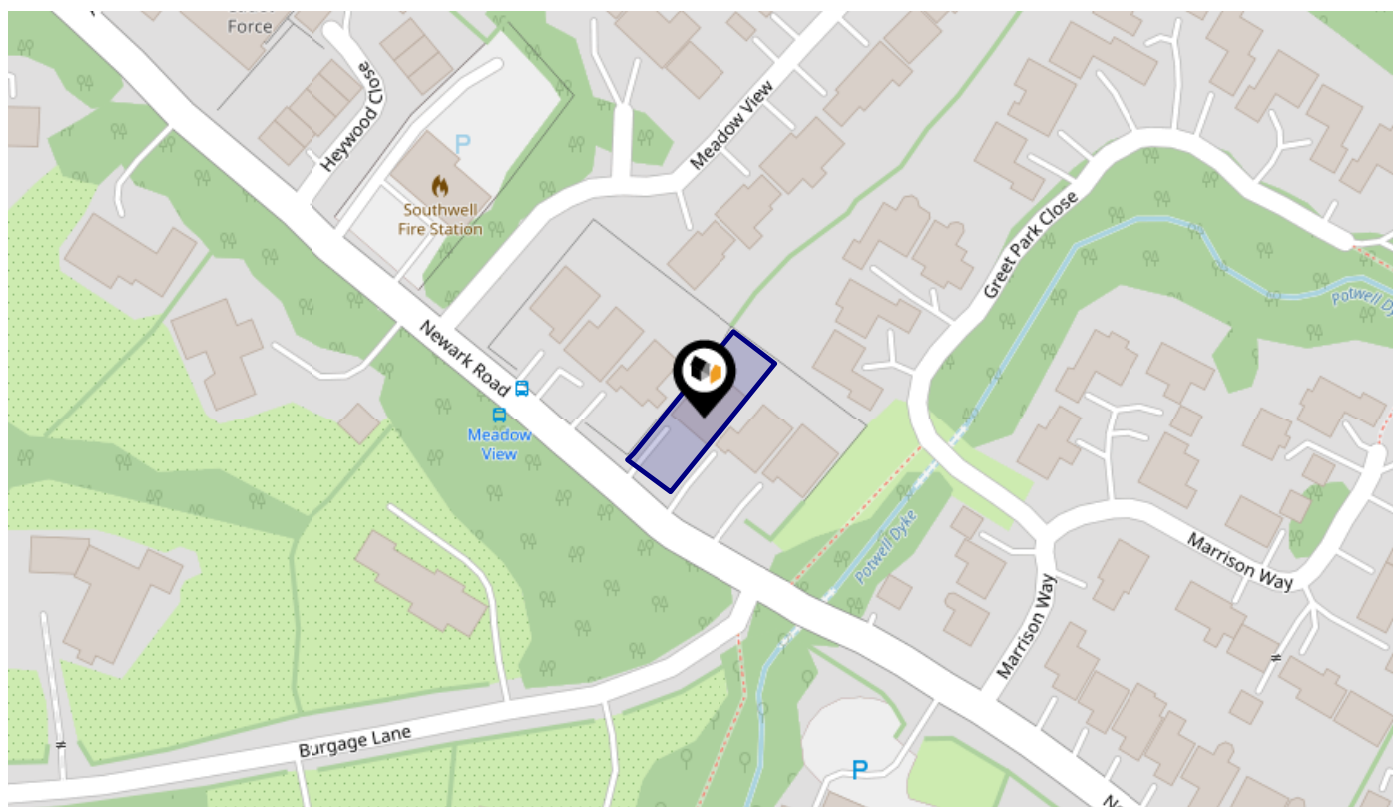 Force
Heywood Close
P
Southwell
Fire Station
Meadow View
Newark Road
Meadow
View
Greet Park Close
Potwell Dy
Potwell Dyke
Marrison Way
Marrison Way
Burgage Lane
P